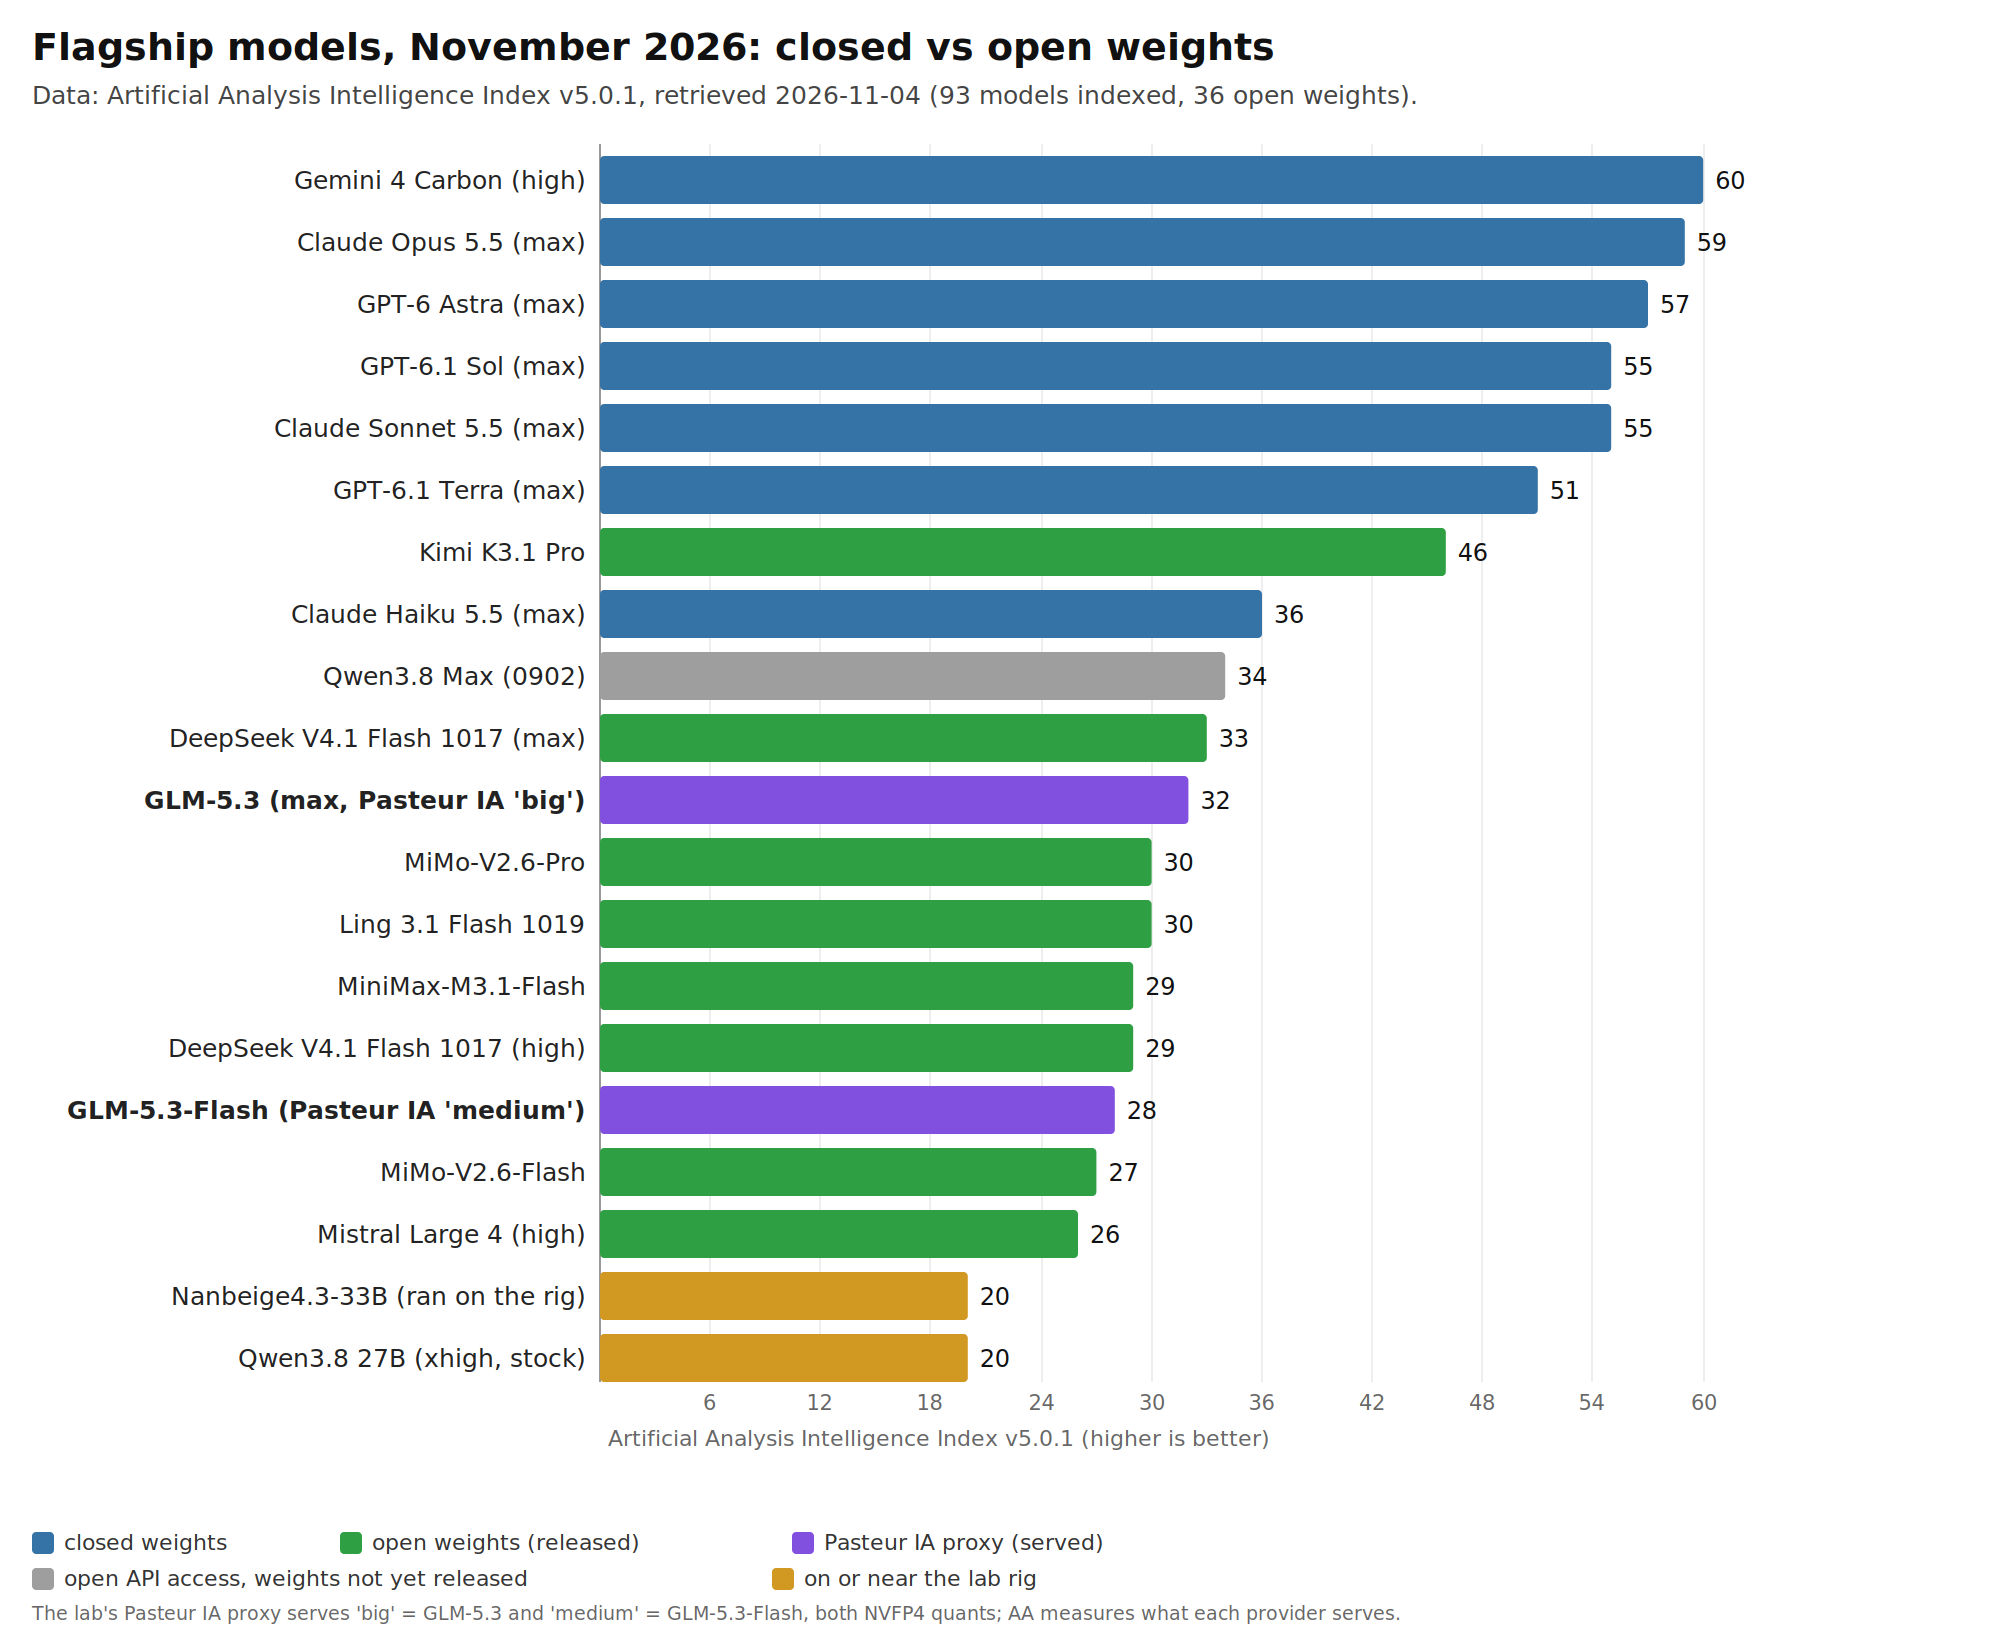 Flagship models, November 2026: closed vs open weights
Data: Artificial Analysis Intelligence Index v5.0.1, retrieved 2026-11-04 (93 models indexed, 36 open weights).
Gemini 4 Carbon (high) 60
Claude Opus 5.5 (max) 59
GPT-6 Astra (max) 57
GPT-6.1 Sol (max) 55
Claude Sonnet 5.5 (max) 55
GPT-6.1 Terra (max) 51
Kimi K3.1 Pro 46
Claude Haiku 5.5 (max) 36
Qwen3.8 Max (0902) 34
DeepSeek V4.1 Flash 1017 (max) 33
GLM-5.3 (max, Pasteur IA 'big') 32
MiMo-V2.6-Pro 30
Ling 3.1 Flash 1019 30
MiniMax-M3.1-Flash 29
DeepSeek V4.1 Flash 1017 (high) 29
GLM-5.3-Flash (Pasteur IA 'medium') 28
MiMo-V2.6-Flash 27
Mistral Large 4 (high) 26
Nanbeige4.3-33B (ran on the rig) 20
Qwen3.8 27B (xhigh, stock) 20
6 12 18 24 30 36 42 48 54 60
Artificial Analysis Intelligence Index v5.0.1 (higher is better)
closed weights open weights (released) Pasteur IA proxy (served)
open API access, weights not yet released on or near the lab rig
The lab's Pasteur IA proxy serves 'big' = GLM-5.3 and 'medium' = GLM-5.3-Flash, both NVFP4 quants; AA measures what each provider serves.